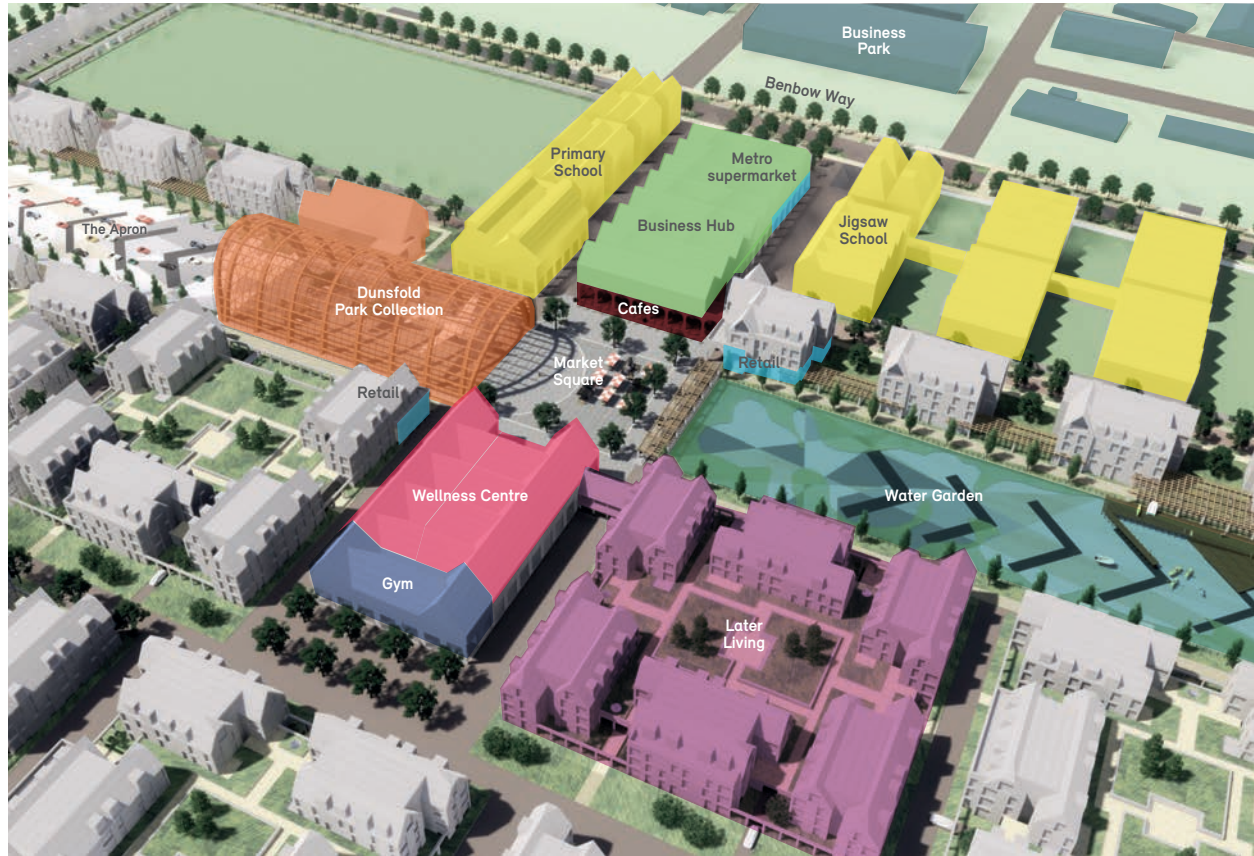 Business
Park
Benbow Way
Primary
School
Metro
supermarket
Business Hub
Jigsaw
School
The Apron
Dunsfold
Park Collection
Cafes
Market
Square
Retail
Retail
Wellness Centre
Water Garden
Gym
Later
Living